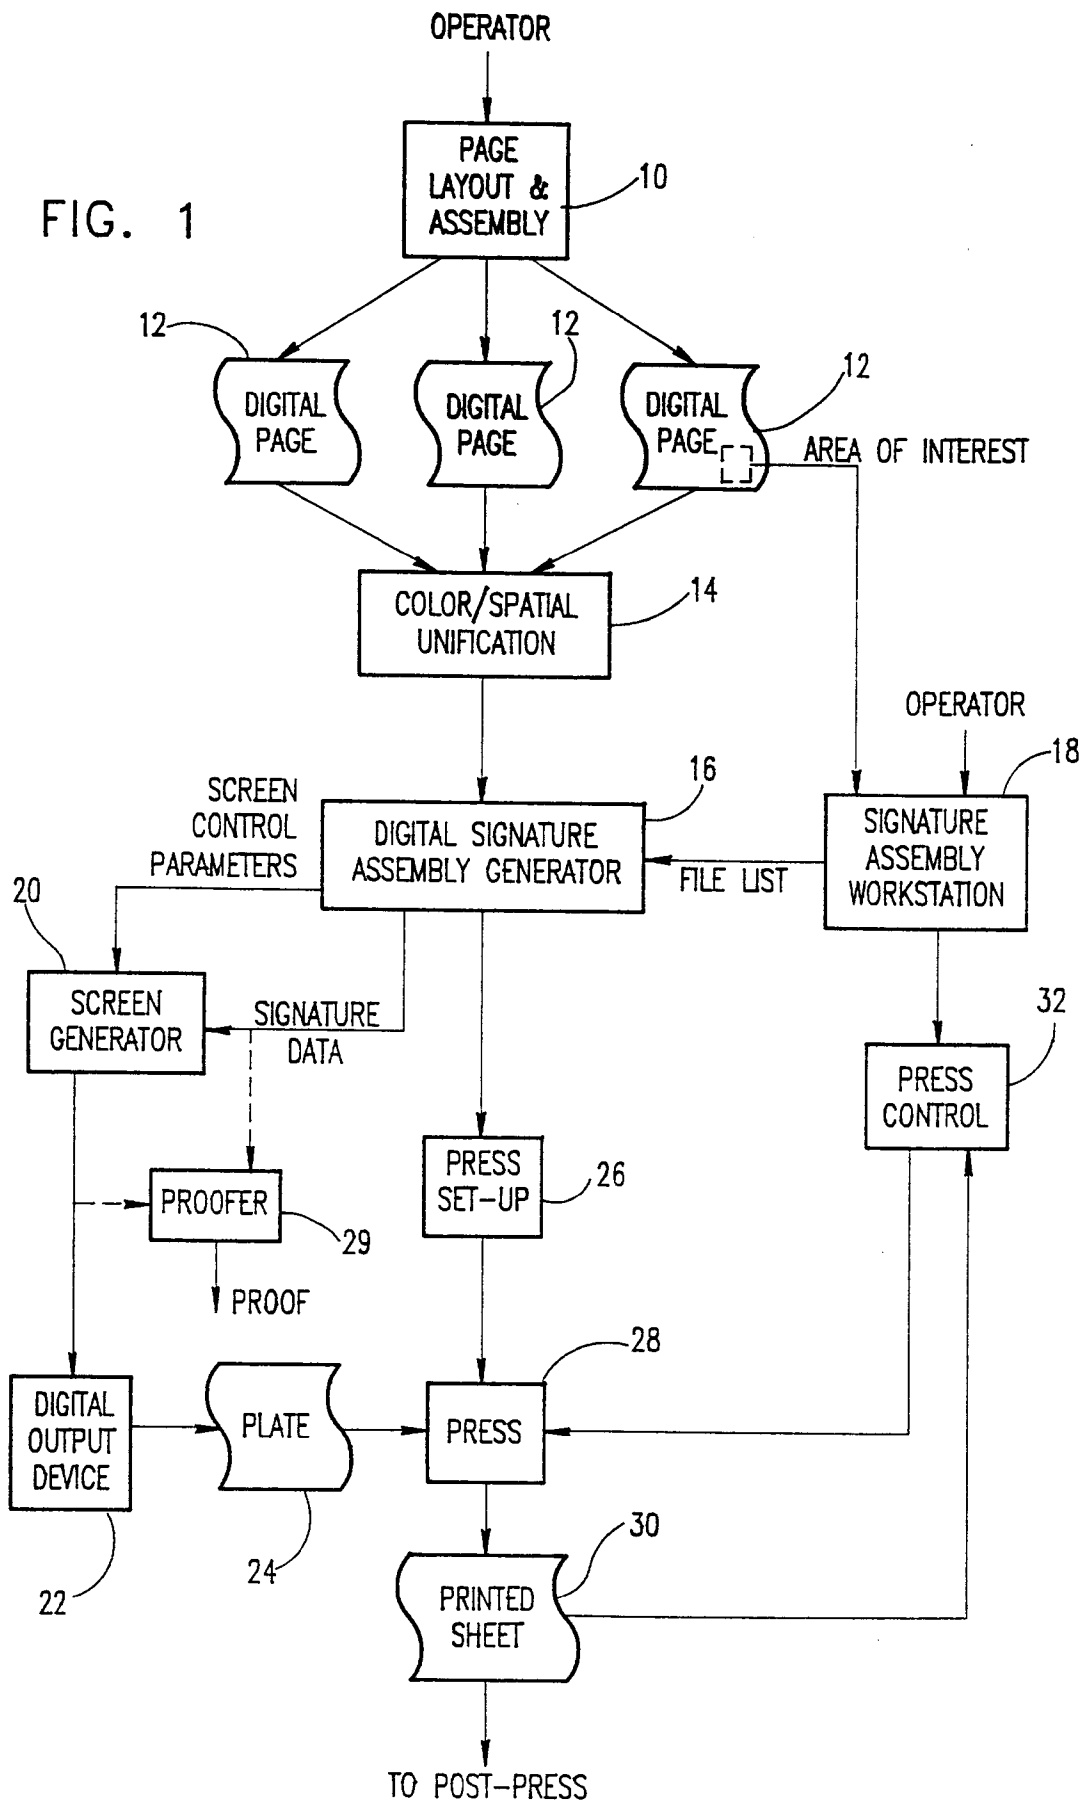 OPERATOR
PAGE
LAYOUT &
ASSEMBLY
10
FIG. 1
12
12
12
DIGITAL
PAGE
DIGITAL
PAGE
DIGITAL
PAGE
AREA OF INTEREST
COLOR/SPATIAL
UNIFICATION
14
OPERATOR
18
16
SCREEN
CONTROL
PARAMETERS
DIGITAL SIGNATURE
ASSEMBLY GENERATOR
FILE LIST
SIGNATURE
ASSEMBLY
WORKSTATION
20
SCREEN
GENERATOR
SIGNATURE
DATA
32
PRESS
CONTROL
PRESS
SET-UP
26
PROOFER
29
PROOF
28
DIGITAL
OUTPUT
DEVICE
PLATE
PRESS
22
24
30
PRINTED
SHEET
TO POST-PRESS